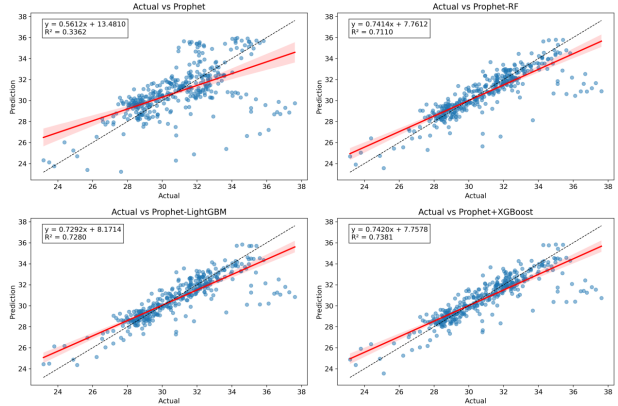 Actual vs Prophet
y = 0.5612x + 13.4810
R² = 0.3362
38
36
34
32
30
28
26
24
Prediction
24 26 28 30 32 34 36 38
Actual
Actual vs Prophet-RF
y = 0.7414x + 7.7612
R² = 0.7110
38
36
34
32
30
28
26
24
Prediction
24 26 28 30 32 34 36 38
Actual
Actual vs Prophet-LightGBM
y = 0.7292x + 8.1714
R² = 0.7280
38
36
34
32
30
28
26
24
Prediction
24 26 28 30 32 34 36 38
Actual
Actual vs Prophet+XGBoost
y = 0.7420x + 7.7578
R² = 0.7381
38
36
34
32
30
28
26
24
Prediction
24 26 28 30 32 34 36 38
Actual